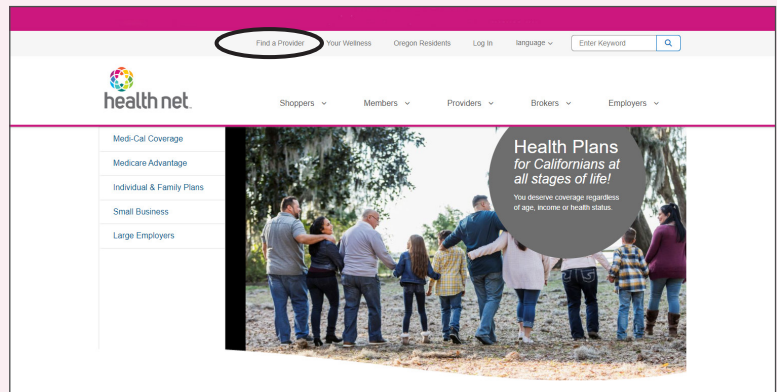 Find a Provider Your Wellness Oregon Residents Log In language Enter Keyword
health net.
Shoppers Members Providers Brokers Employers
Medi-Cal Coverage
Medicare Advantage
Individual & Family Plans
Small Business
Large Employers
Health Plans
for Californians at
all stages of life!
You deserve coverage regardless
of age, income or health status.